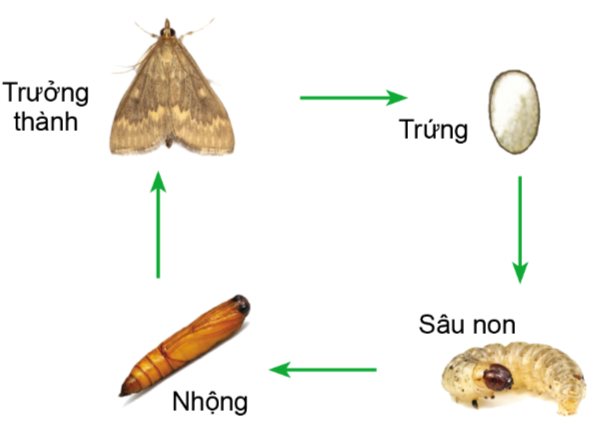 Trưởng
thành
Trứng
Sâu non
Nhộng